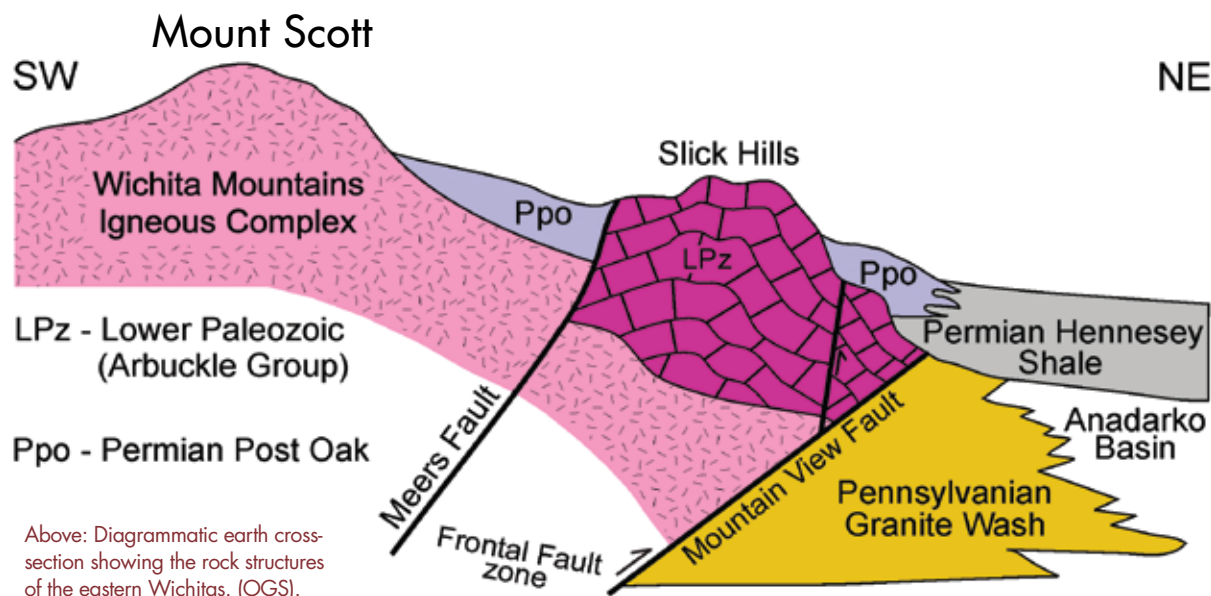 Mount Scott
SW
NE
Slick Hills
Wichita Mountains
Igneous Complex
Ppo
LPz
Ppo
LPz - Lower Paleozoic
(Arbuckle Group)
Permian Hennesey
Shale
Anadarko
Basin
Ppo - Permian Post Oak
Meers Fault
Mountain View Fault
Pennsylvanian
Granite Wash
Frontal Fault
zone
Above: Diagrammatic earth cross-
section showing the rock structures
of the eastern Wichitas. (OGS).